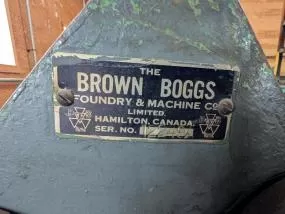 THE
BROWN BOGGS
FOUNDRY & MACHINE CO
LIMITED.
HAMILTON, CANADA.
SER. NO.